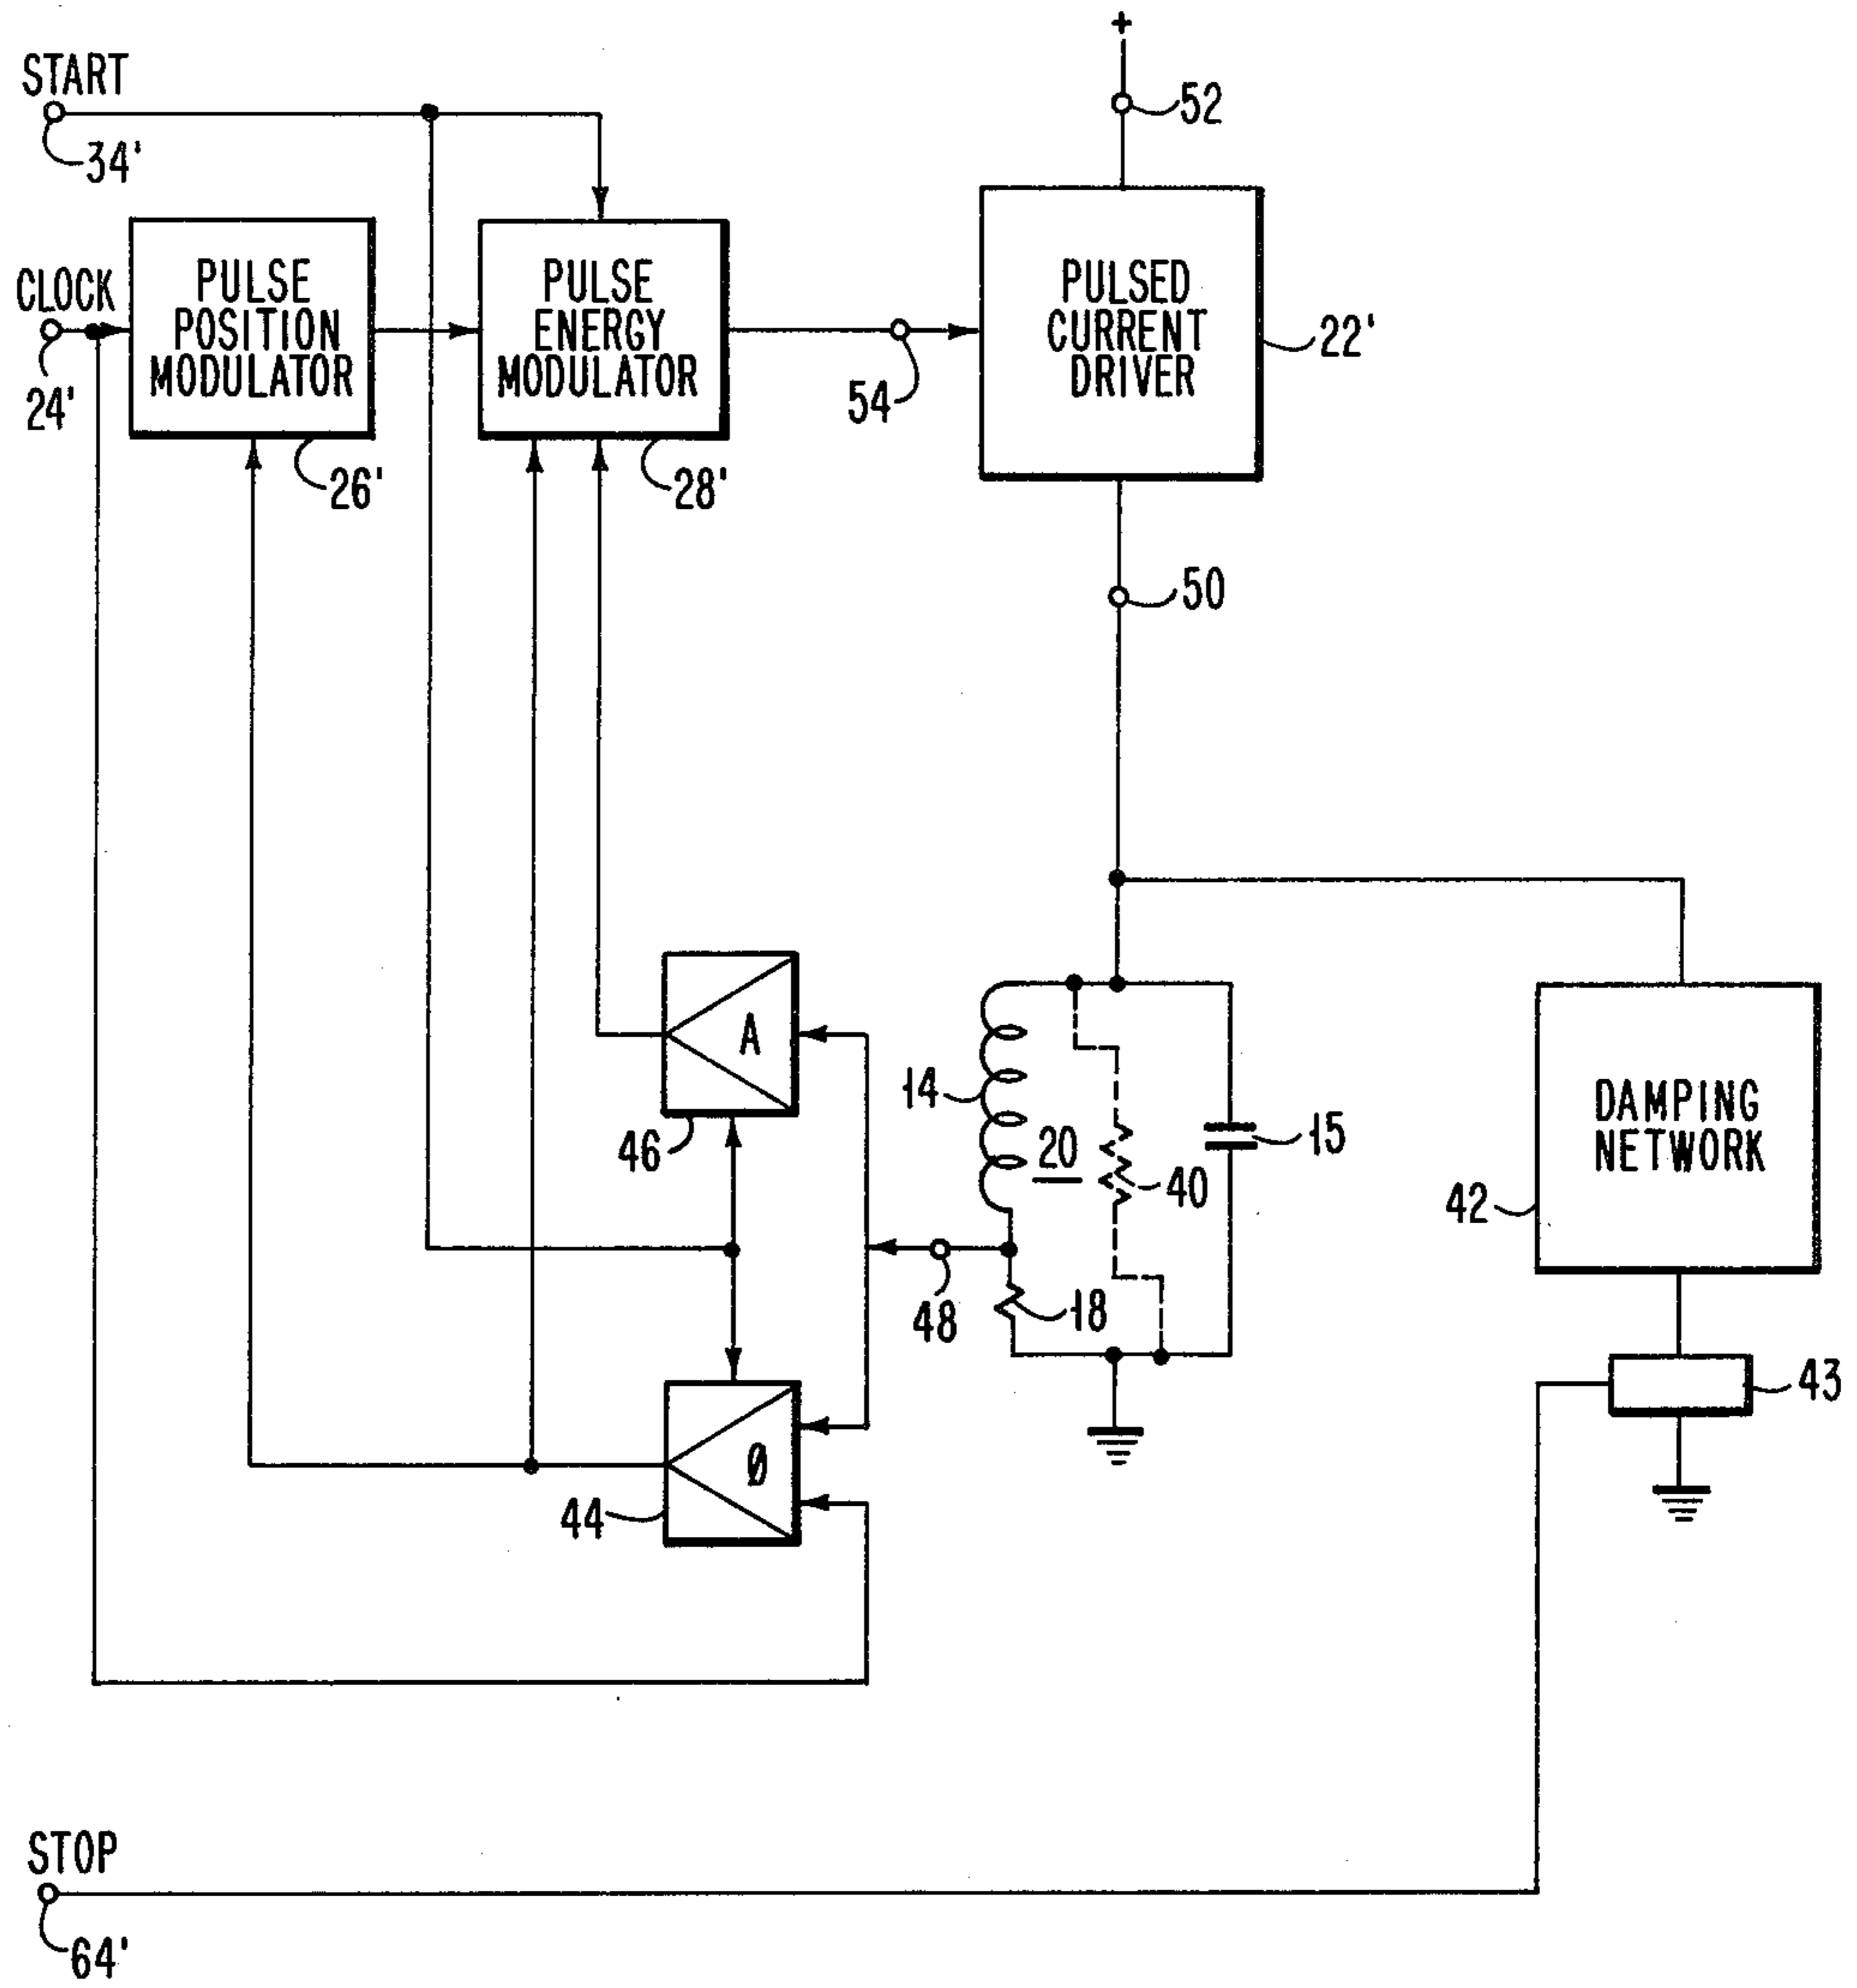 +
START
52
34'
CLOCK
PULSE
POSITION
MODULATOR
PULSE
ENERGY
MODULATOR
PULSED
CURRENT
DRIVER
22'
24'
54
26'
28'
50
A
14
46
20
40
15
DAMPING
NETWORK
42
48
18
43
Ø
44
STOP
64'